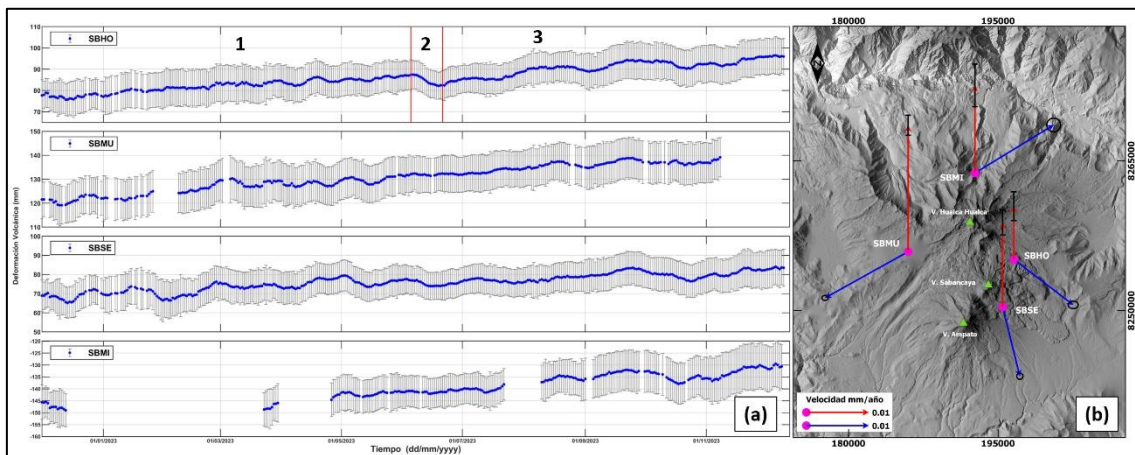 1
2
3
SBHO
110
100
90
80
70
60
SBMU
150
140
130
120
110
Deformación Volcánica (mm)
SBSE
100
90
80
70
60
50
SBMI
-120
-125
-130
-135
-140
-145
-150
-155
-160
01/01/2023
01/03/2023
01/05/2023
01/07/2023
01/09/2023
01/11/2023
Tiempo (dd/mm/yyyy)
(a)
180000
195000
N
8265000
SBMI
V. Hualca Hualca
SBMU
SBHO
V. Sabancaya
8250000
SBSE
V. Ampato
Velocidad mm/año
0.01
0.01
(b)
180000
195000